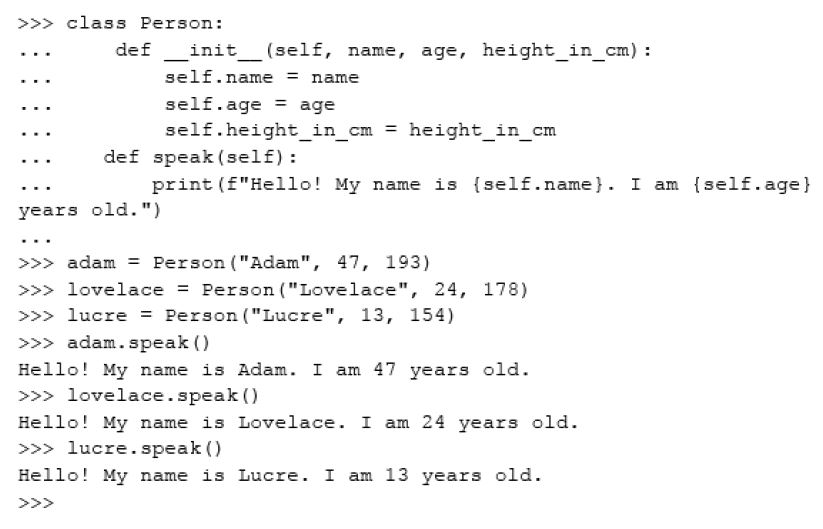 >>> class Person:
...     def __init__(self, name, age, height_in_cm):
...         self.name = name
...         self.age = age
...         self.height_in_cm = height_in_cm
...    def speak(self):
...        print(f"Hello! My name is {self.name}. I am {self.age}
years old.")
...
>>> adam = Person("Adam", 47, 193)
>>> lovelace = Person("Lovelace", 24, 178)
>>> lucre = Person("Lucre", 13, 154)
>>> adam.speak()
Hello! My name is Adam. I am 47 years old.
>>> lovelace.speak()
Hello! My name is Lovelace. I am 24 years old.
>>> lucre.speak()
Hello! My name is Lucre. I am 13 years old.
>>>